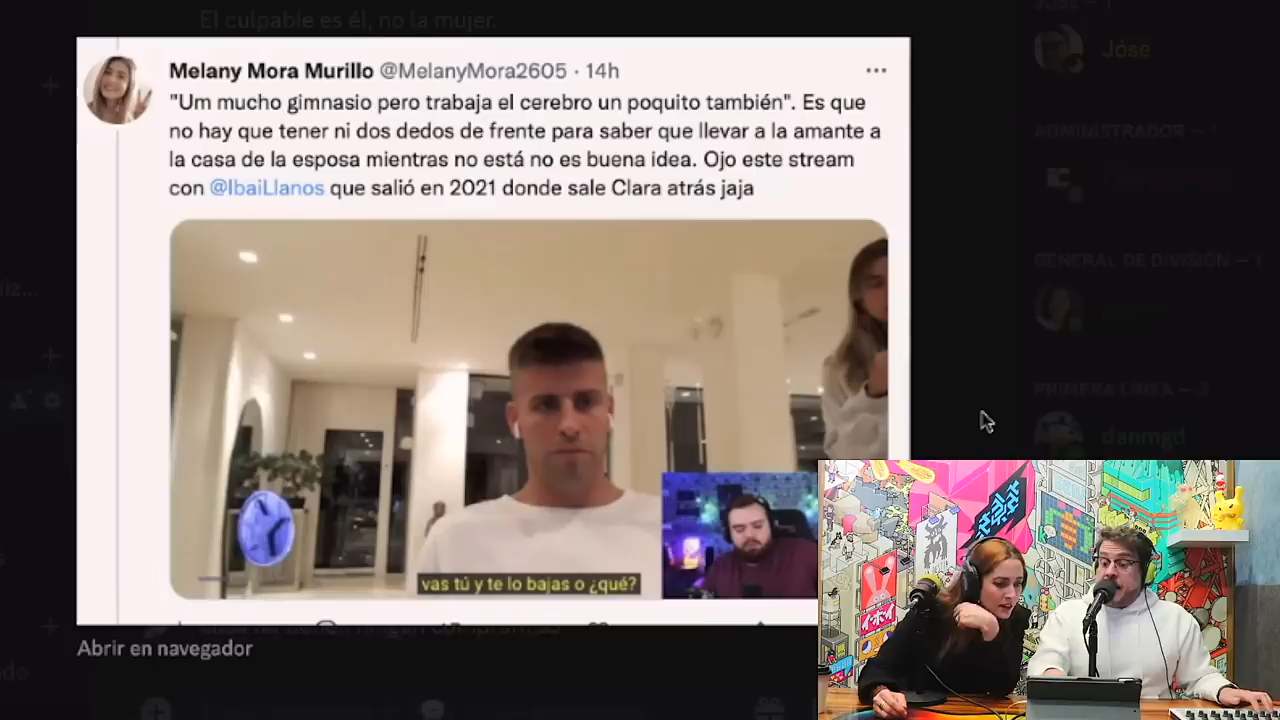 El culpable es él, no la mujer.
Melany Mora Murillo @MelanyMora2605 · 14h
"Um mucho gimnasio pero trabaja el cerebro un poquito también". Es que
no hay que tener ni dos dedos de frente para saber que llevar a la amante a
la casa de la esposa mientras no está no es buena idea. Ojo este stream
con @IbaiLlanos que salió en 2021 donde sale Clara atrás jaja
vas tú y te lo bajas o ¿qué?
Abrir en navegador
Jóse
ADMINISTRADOR — 1
GENERAL DE DIVISIÓN — 1
PRIMERA LÍNEA — 3
danmgd